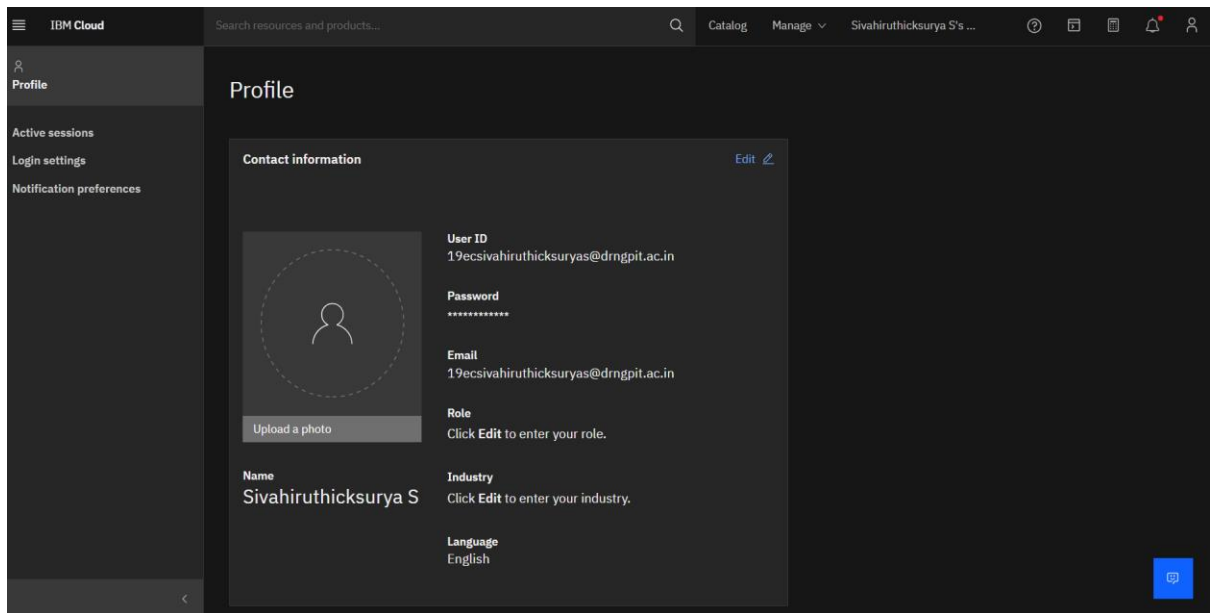 IBM Cloud
Search resources and products...
Catalog
Manage
Sivahiruthicksurya S's ...
Profile
Active sessions
Login settings
Notification preferences
Profile
Contact information
Edit
Upload a photo
Name
Sivahiruthicksurya S
User ID
19ecsivahiruthicksuryas@drngpit.ac.in
Password
************
Email
19ecsivahiruthicksuryas@drngpit.ac.in
Role
Click Edit to enter your role.
Industry
Click Edit to enter your industry.
Language
English